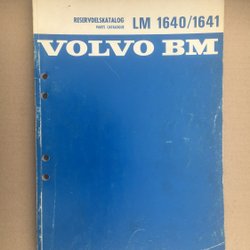 RESERVDELSKATALOG LM 1640/1641
PARTS CATALOGUE
VOLVO BM